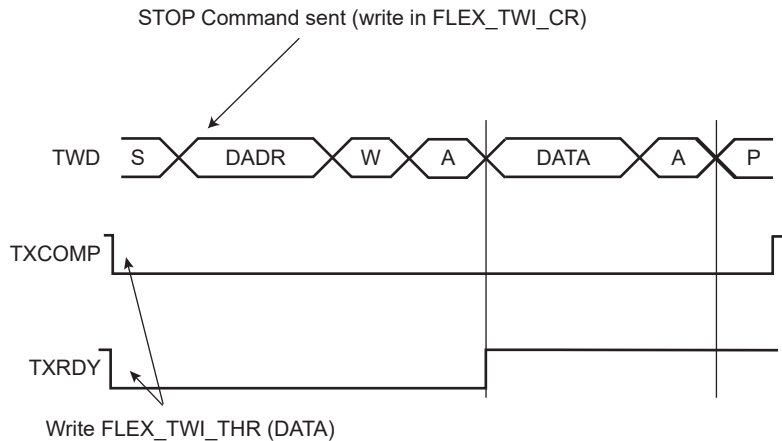 STOP Command sent (write in FLEX_TWI_CR)
TWD S DADR W A DATA A P
TXCOMP
TXRDY
Write FLEX_TWI_THR (DATA)